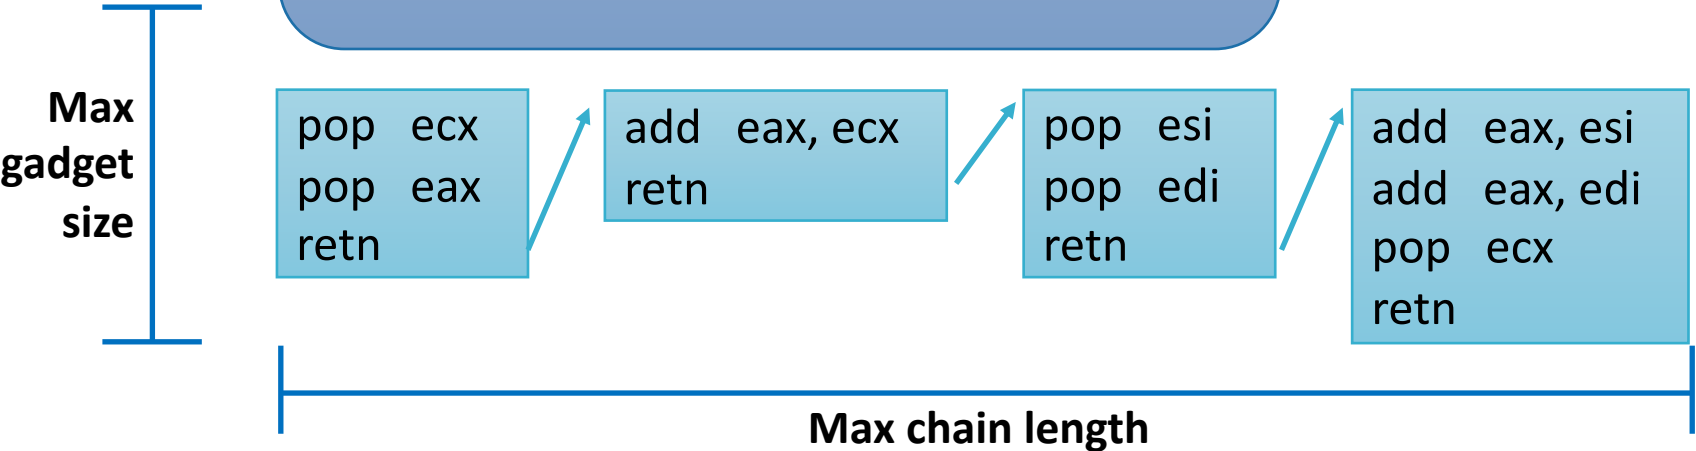 Max
gadget
size
pop ecx
pop eax
retn
add eax, ecx
retn
pop esi
pop edi
retn
add eax, esi
add eax, edi
pop ecx
retn
Max chain length